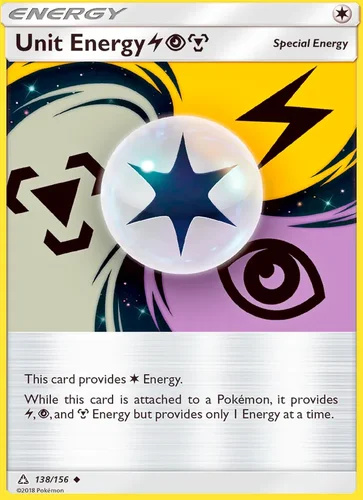 ENERGY
Unit Energy
Special Energy
This card provides Energy.
While this card is attached to a Pokémon, it provides
, , and Energy but provides only 1 Energy at a time.
138/156
©2018 Pokémon